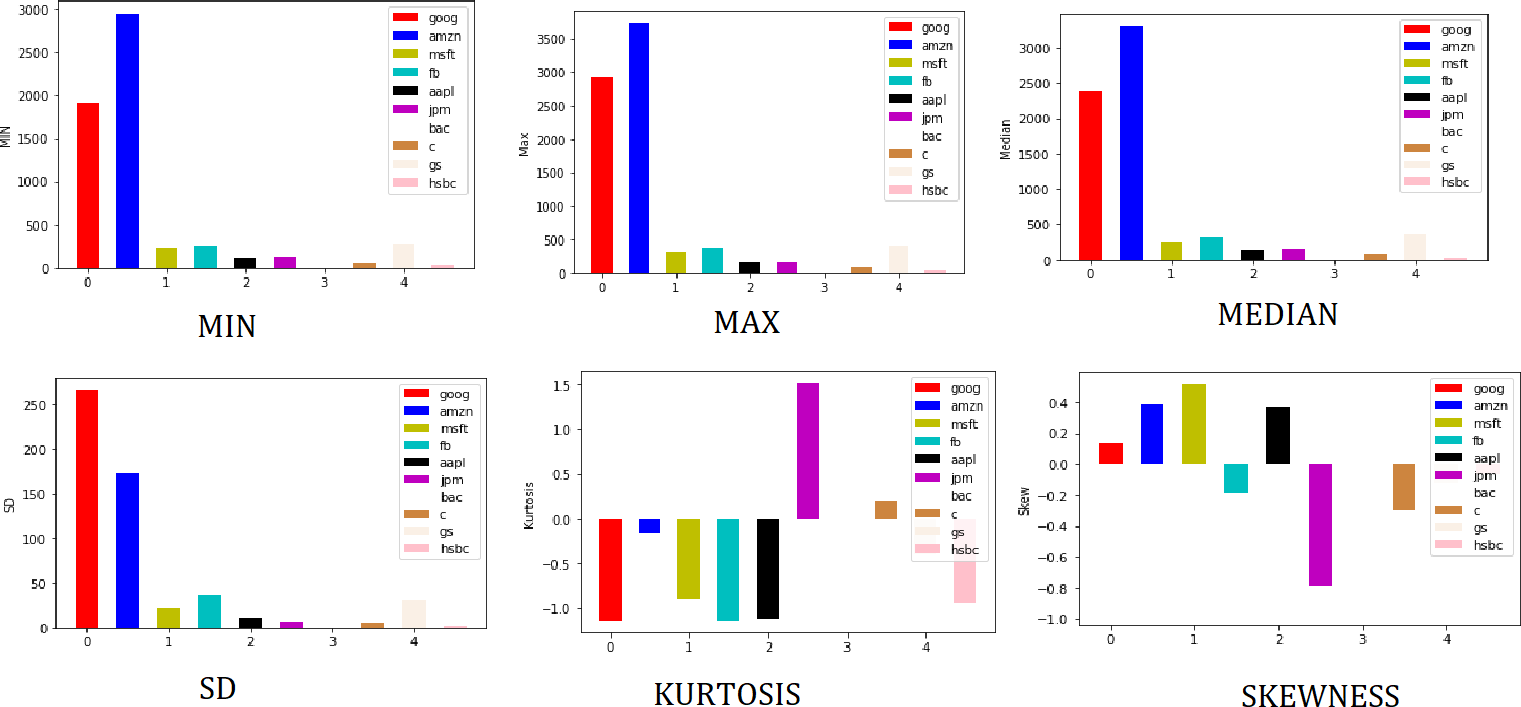 3000
2500
2000
1500
1000
500
0
MIN
0 1 2 3 4
goog
amzn
msft
fb
aapl
jpm
bac
c
gs
hsbc
MIN
3500
3000
2500
2000
1500
1000
500
0
Max
0 1 2 3 4
goog
amzn
msft
fb
aapl
jpm
bac
c
gs
hsbc
MAX
3000
2500
2000
1500
1000
500
0
Median
0 1 2 3 4
goog
amzn
msft
fb
aapl
jpm
bac
c
gs
hsbc
MEDIAN
250
200
150
100
50
0
SD
0 1 2 3 4
goog
amzn
msft
fb
aapl
jpm
bac
c
gs
hsbc
SD
1.5
1.0
0.5
0.0
−0.5
−1.0
Kurtosis
0 1 2 3 4
goog
amzn
msft
fb
aapl
jpm
bac
c
gs
hsbc
KURTOSIS
0.4
0.2
0.0
−0.2
−0.4
−0.6
−0.8
−1.0
Skew
0 1 2 3 4
goog
amzn
msft
fb
aapl
jpm
bac
c
gs
hsbc
SKEWNESS